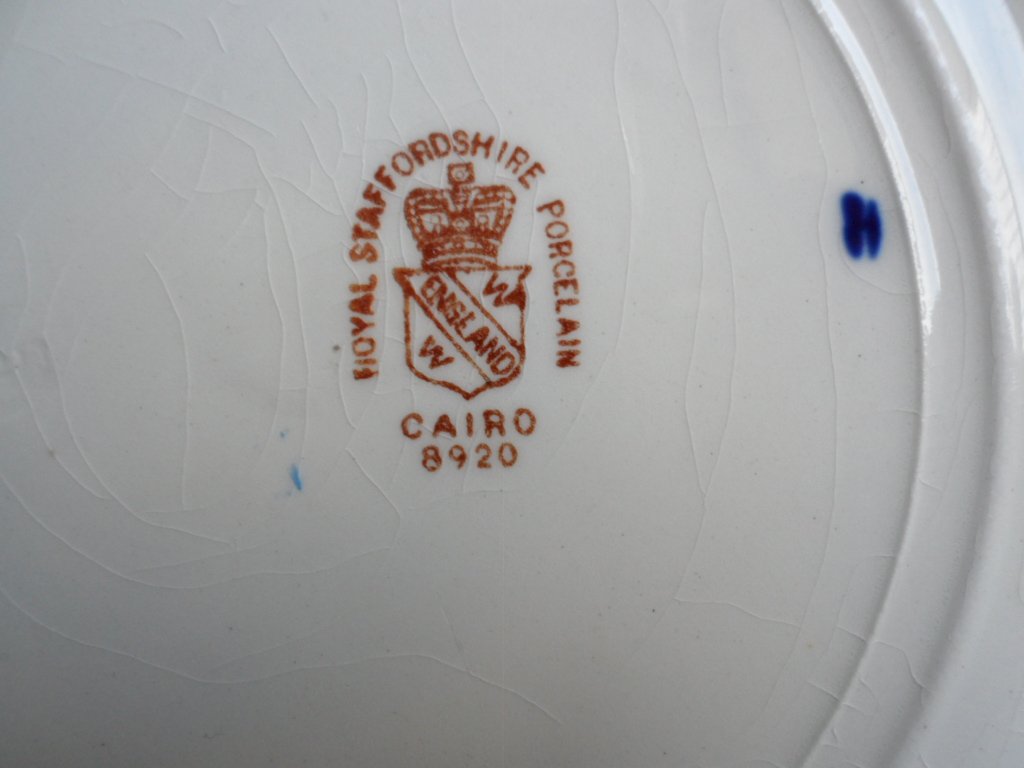 ROYAL STAFFORDSHIRE PORCELAIN
W
ENGLAND
W
CAIRO
8920